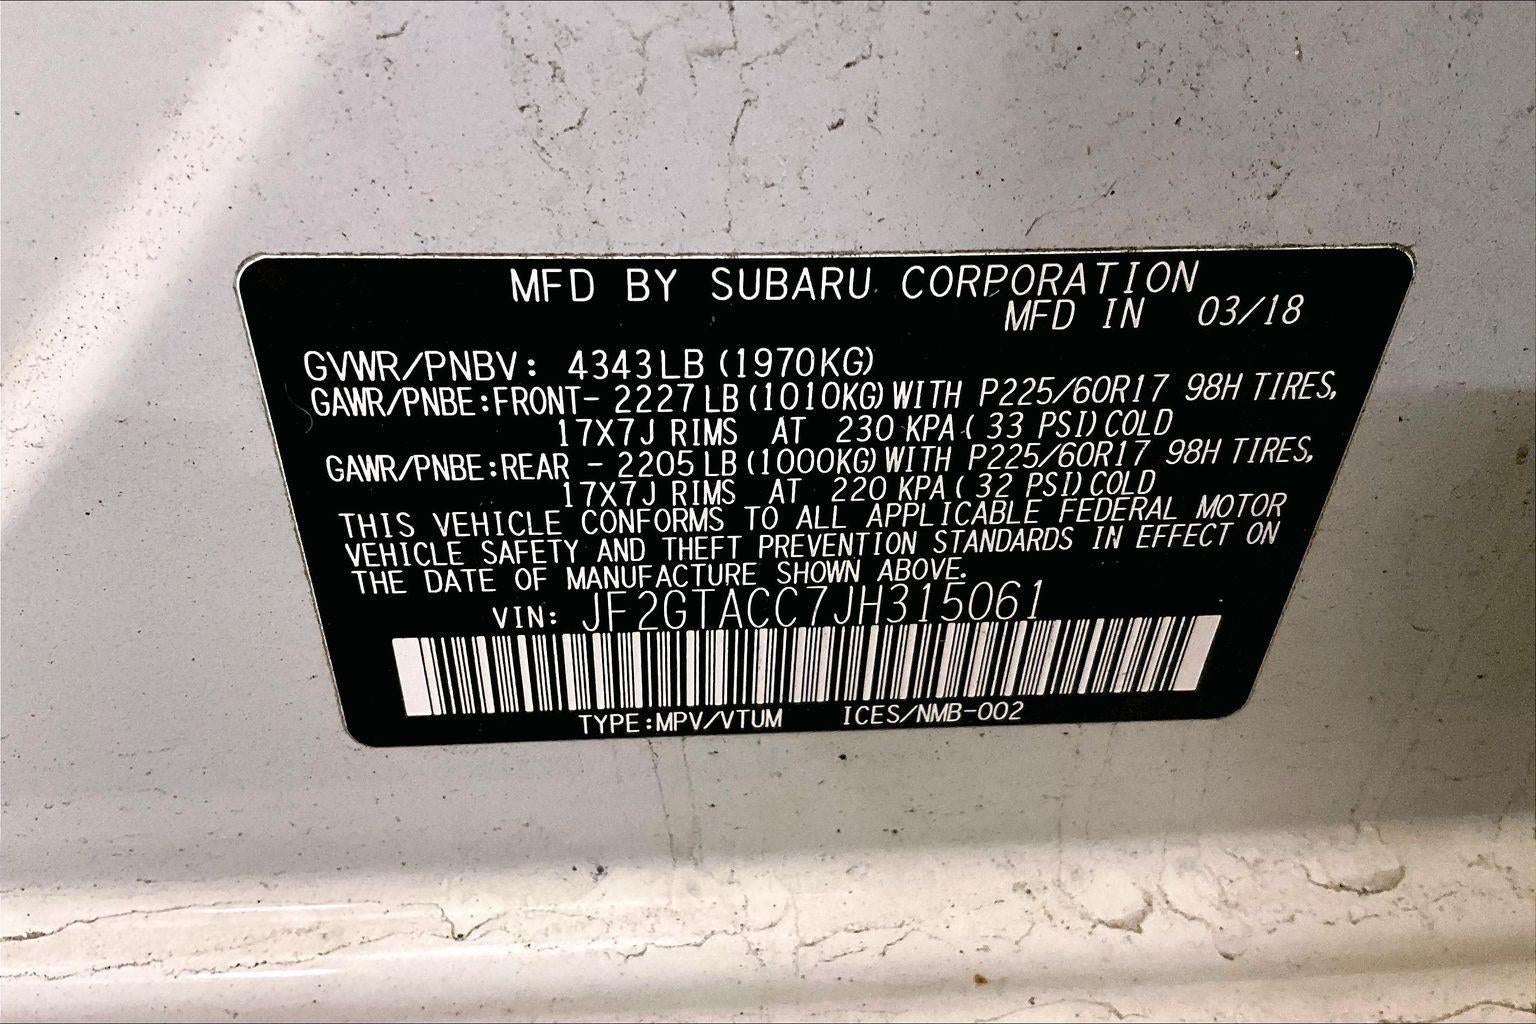 MFD BY SUBARU CORPORATION
MFD IN 03/18
GVWR/PNBV: 4343LB (1970KG)
GAWR/PNBE:FRONT- 2227 LB (1010KG) WITH P225/60R17 98H TIRES,
17X7J RIMS AT 230 KPA ( 33 PSI) COLD
GAWR/PNBE:REAR - 2205 LB (1000KG) WITH P225/60R17 98H TIRES,
17X7J RIMS AT 220 KPA ( 32 PSI) COLD
THIS VEHICLE CONFORMS TO ALL APPLICABLE FEDERAL MOTOR
VEHICLE SAFETY AND THEFT PREVENTION STANDARDS IN EFFECT ON
THE DATE OF MANUFACTURE SHOWN ABOVE.
VIN: JF2GTACC7JH315061
TYPE:MPV/VTUM ICES/NMB-002